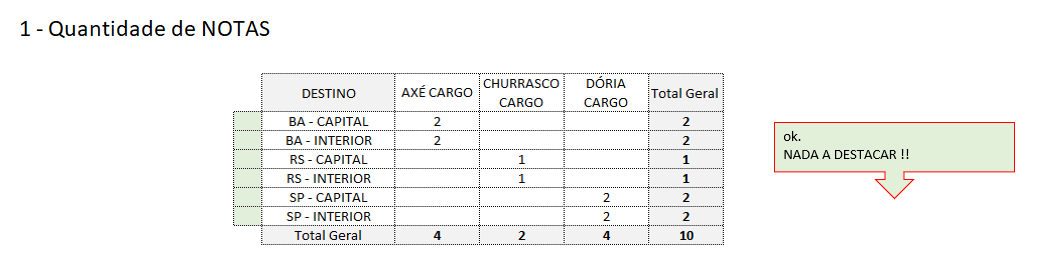 1 - Quantidade de NOTAS
DESTINO AXÉ CARGO CHURRASCO CARGO DÓRIA CARGO Total Geral
BA - CAPITAL 2 2
BA - INTERIOR 2 2
RS - CAPITAL 1 1
RS - INTERIOR 1 1
SP - CAPITAL 2 2
SP - INTERIOR 2 2
Total Geral 4 2 4 10
ok.
NADA A DESTACAR !!